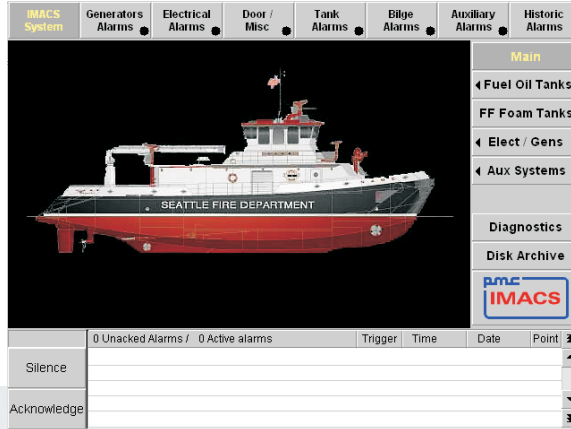 IMACS System
Generators Alarms
Electrical Alarms
Door / Misc
Tank Alarms
Bilge Alarms
Auxiliary Alarms
Historic Alarms
Main
Fuel Oil Tanks
FF Foam Tanks
Elect / Gens
Aux Systems
SEATTLE FIRE DEPARTMENT
Diagnostics
Disk Archive
PMC
IMACS
0 Unacked Alarms / 0 Active alarms Trigger Time Date Point
Silence
Acknowledge